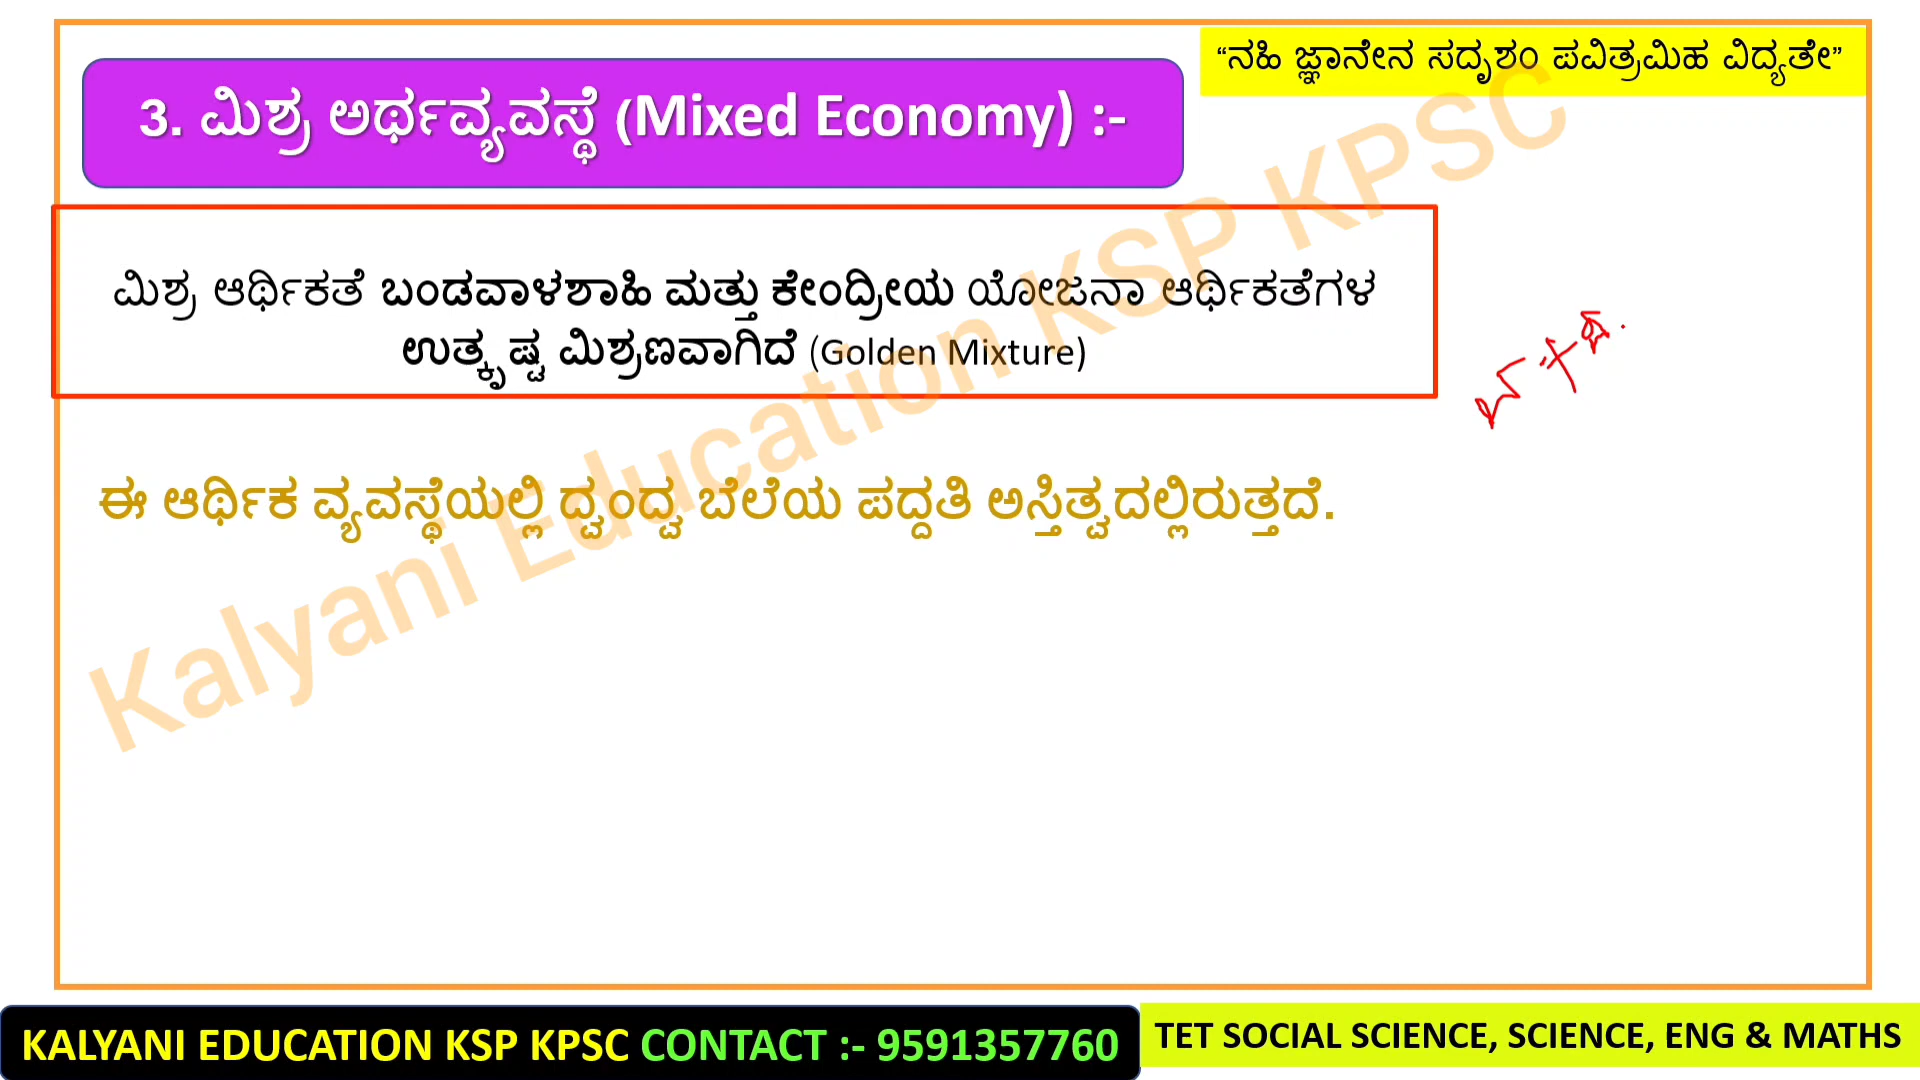 “ನಹಿ ಜ್ಞಾನೇನ ಸದೃಶಂ ಪವಿತ್ರಮಿಹ ವಿದ್ಯತೇ”
3. ಮಿಶ್ರ ಅರ್ಥವ್ಯವಸ್ಥೆ (Mixed Economy) :-
ಮಿಶ್ರ ಆರ್ಥಿಕತೆ ಬಂಡವಾಳಶಾಹಿ ಮತ್ತು ಕೇಂದ್ರೀಯ ಯೋಜನಾ ಆರ್ಥಿಕತೆಗಳ
ಉತ್ಕೃಷ್ಟ ಮಿಶ್ರಣವಾಗಿದೆ (Golden Mixture)
ಈ ಆರ್ಥಿಕ ವ್ಯವಸ್ಥೆಯಲ್ಲಿ ದ್ವಂದ್ವ ಬೆಲೆಯ ಪದ್ದತಿ ಅಸ್ತಿತ್ವದಲ್ಲಿರುತ್ತದೆ.
Kalyani Education KSP KPSC
KALYANI EDUCATION KSP KPSC CONTACT :- 9591357760
TET SOCIAL SCIENCE, SCIENCE, ENG & MATHS